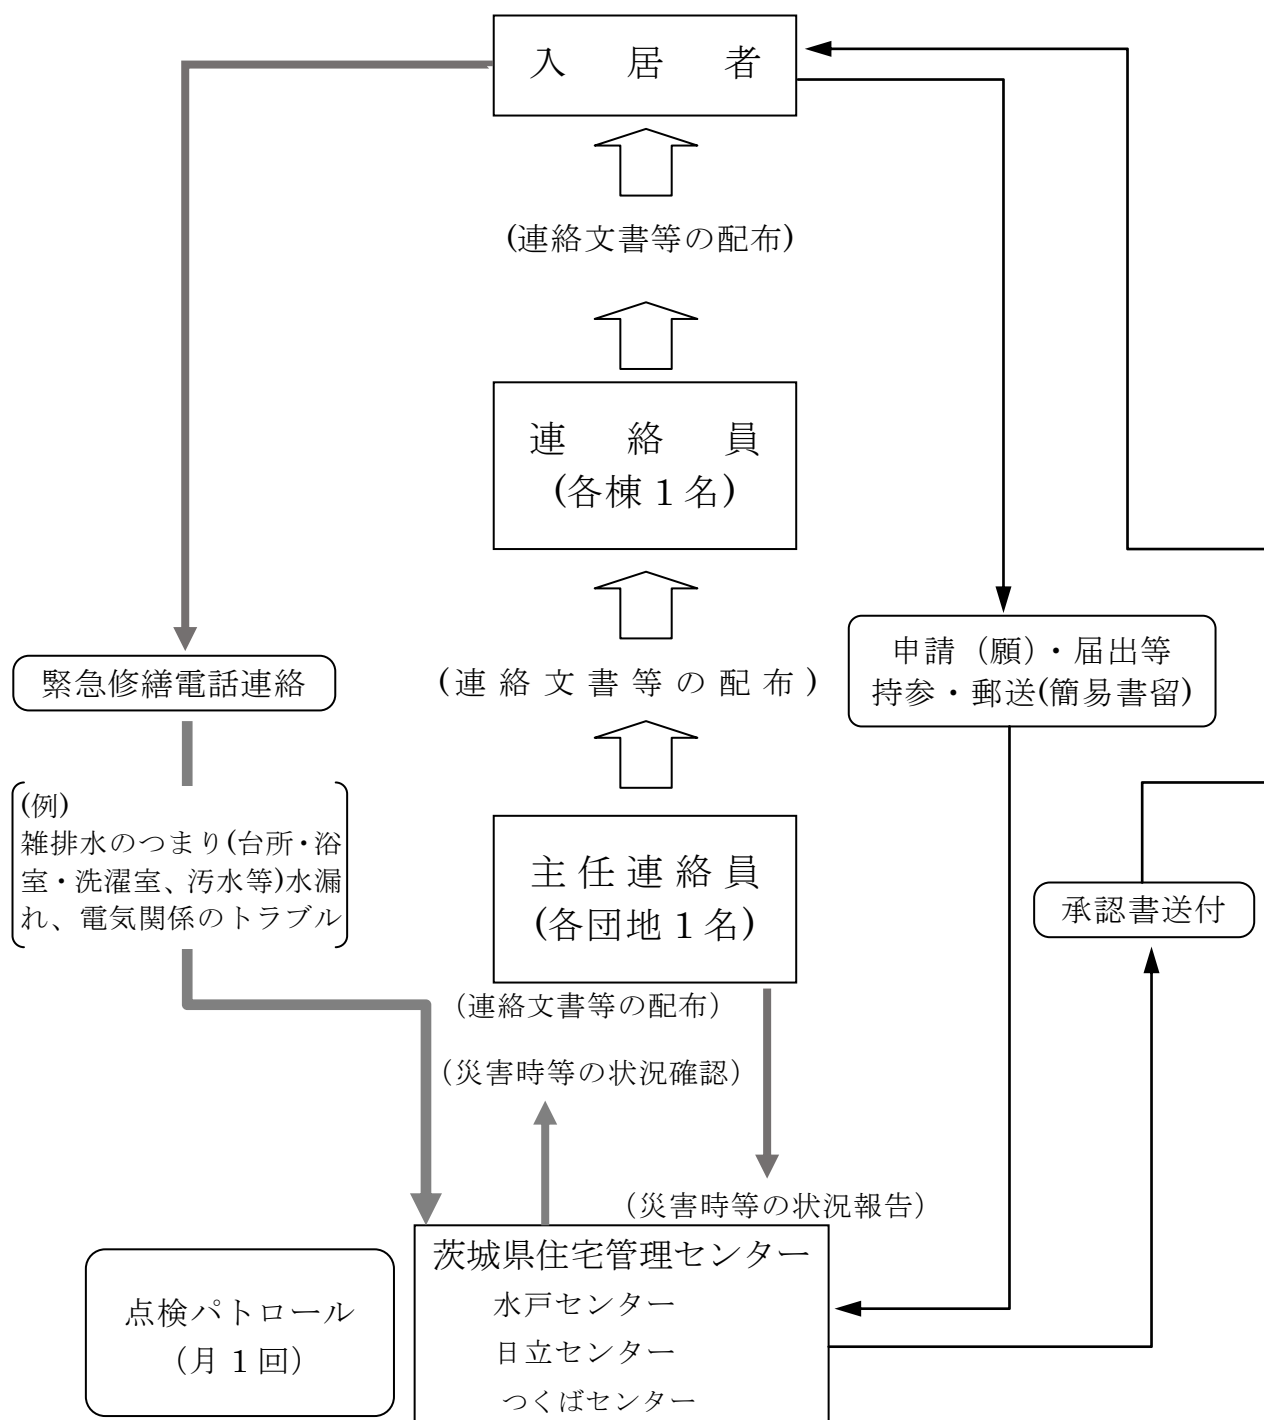 入居者
(連絡文書等の配布)
連絡員
(各棟１名)
緊急修繕電話連絡
(連絡文書等の配布)
申請（願）・届出等
持参・郵送(簡易書留)
(例)
雑排水のつまり(台所・浴
室・洗濯室、汚水等)水漏
れ、電気関係のトラブル
主任連絡員
(各団地１名)
承認書送付
（連絡文書等の配布）
（災害時等の状況確認）
（災害時等の状況報告）
茨城県住宅管理センター
水戸センター
日立センター
つくばセンター
点検パトロール
（月１回）